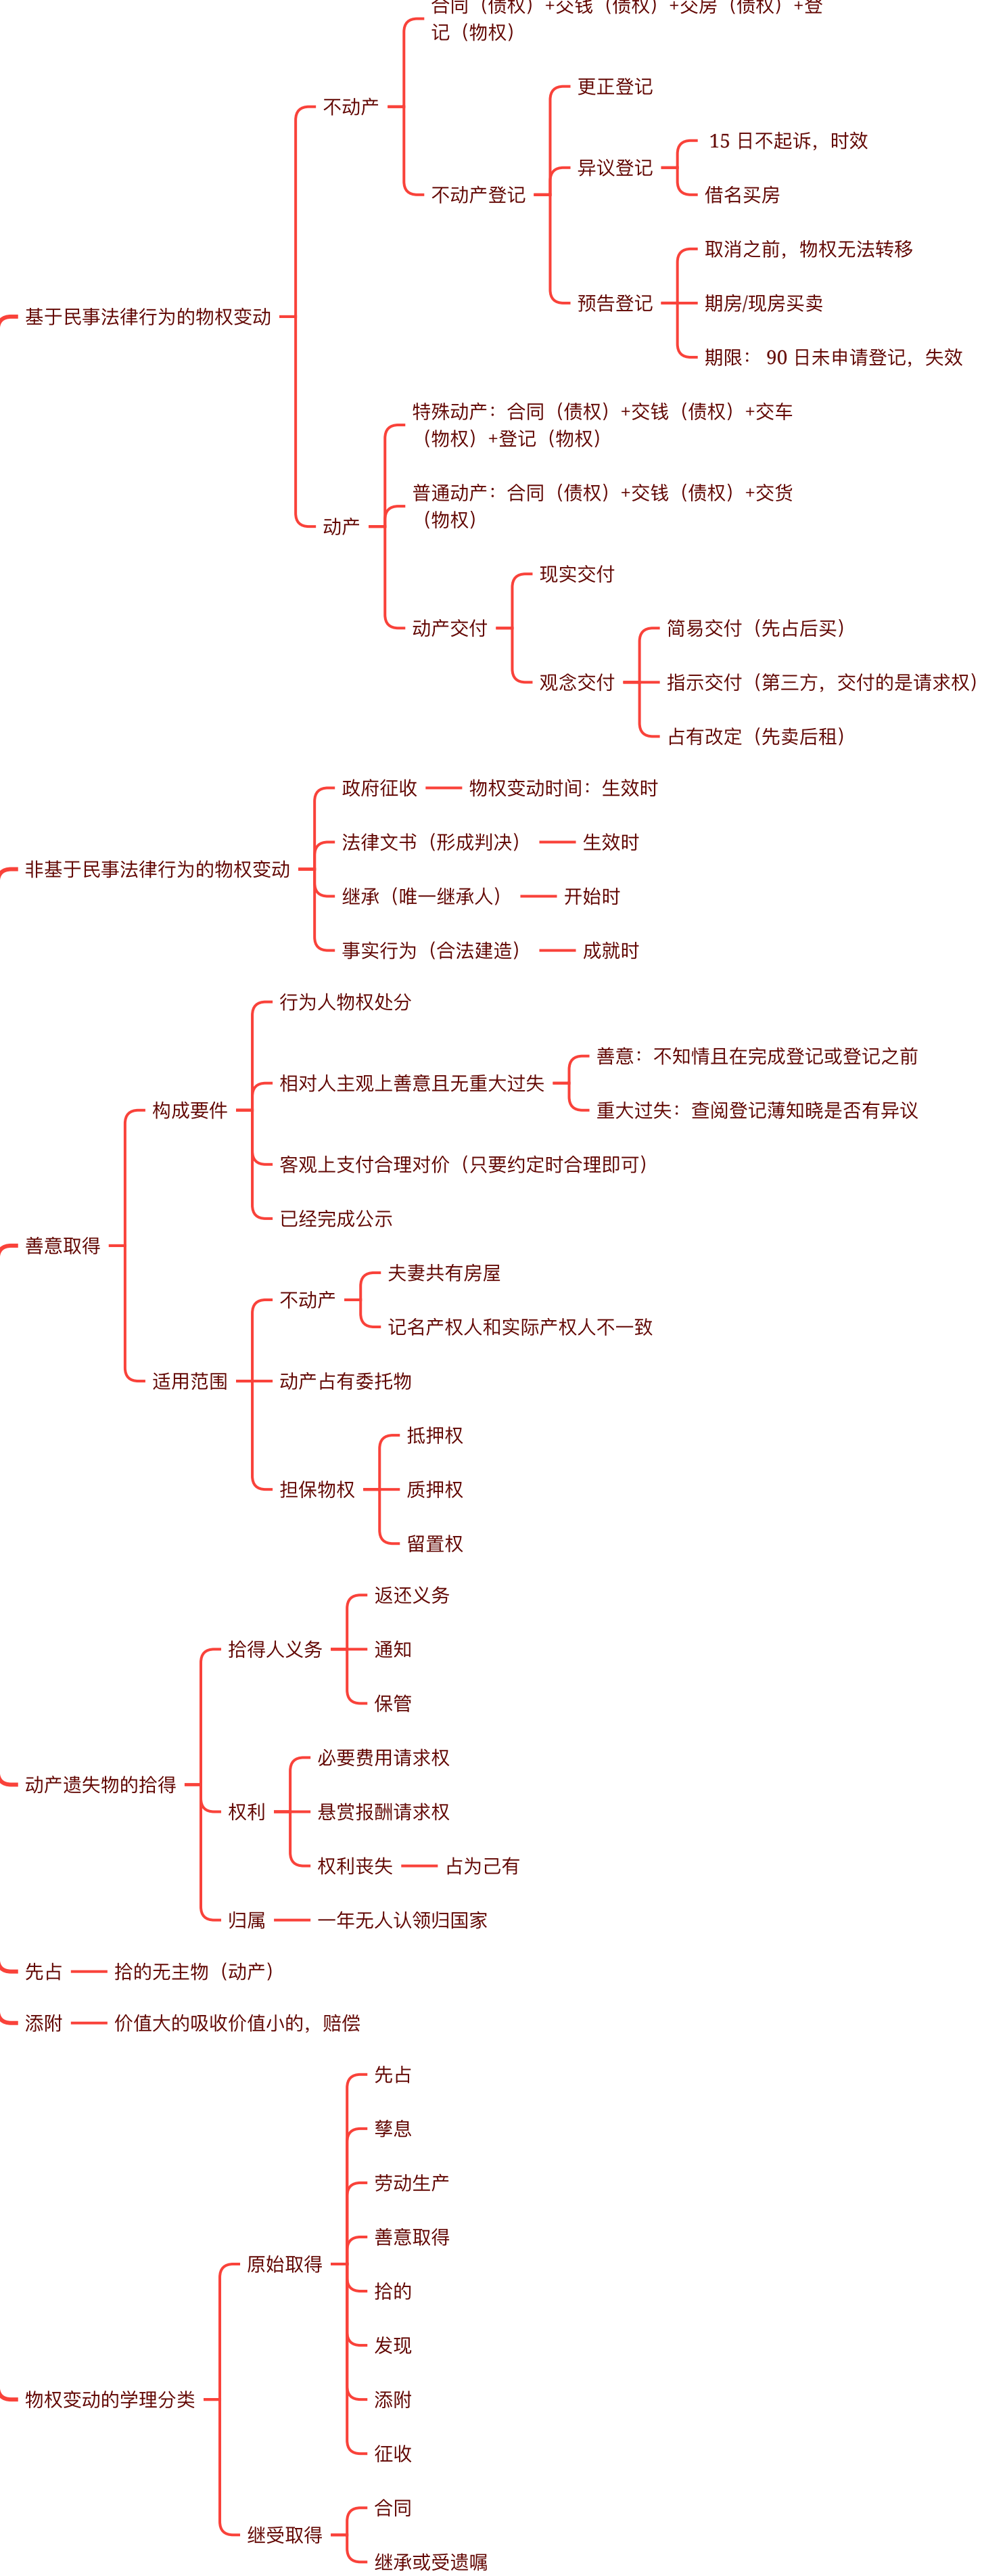 合同（债权）+交钱（债权）+交房（债权）+登
记（物权）
更正登记
不动产
15 日不起诉，时效
异议登记
不动产登记
借名买房
取消之前，物权无法转移
预告登记
期房/现房买卖
基于民事法律行为的物权变动
期限： 90 日未申请登记，失效
特殊动产：合同（债权）+交钱（债权）+交车
（物权）+登记（物权）
普通动产：合同（债权）+交钱（债权）+交货
（物权）
动产
现实交付
动产交付
简易交付（先占后买）
观念交付
指示交付（第三方，交付的是请求权）
占有改定（先卖后租）
政府征收
物权变动时间：生效时
法律文书（形成判决）
生效时
非基于民事法律行为的物权变动
继承（唯一继承人）
开始时
事实行为（合法建造）
成就时
行为人物权处分
善意：不知情且在完成登记或登记之前
相对人主观上善意且无重大过失
构成要件
重大过失：查阅登记薄知晓是否有异议
客观上支付合理对价（只要约定时合理即可）
已经完成公示
善意取得
夫妻共有房屋
不动产
记名产权人和实际产权人不一致
适用范围
动产占有委托物
抵押权
担保物权
质押权
留置权
返还义务
拾得人义务
通知
保管
必要费用请求权
动产遗失物的拾得
权利
悬赏报酬请求权
权利丧失
占为己有
归属
一年无人认领归国家
先占
拾的无主物（动产）
添附
价值大的吸收价值小的，赔偿
先占
孳息
劳动生产
善意取得
原始取得
拾的
发现
添附
物权变动的学理分类
征收
合同
继受取得
继承或受遗嘱